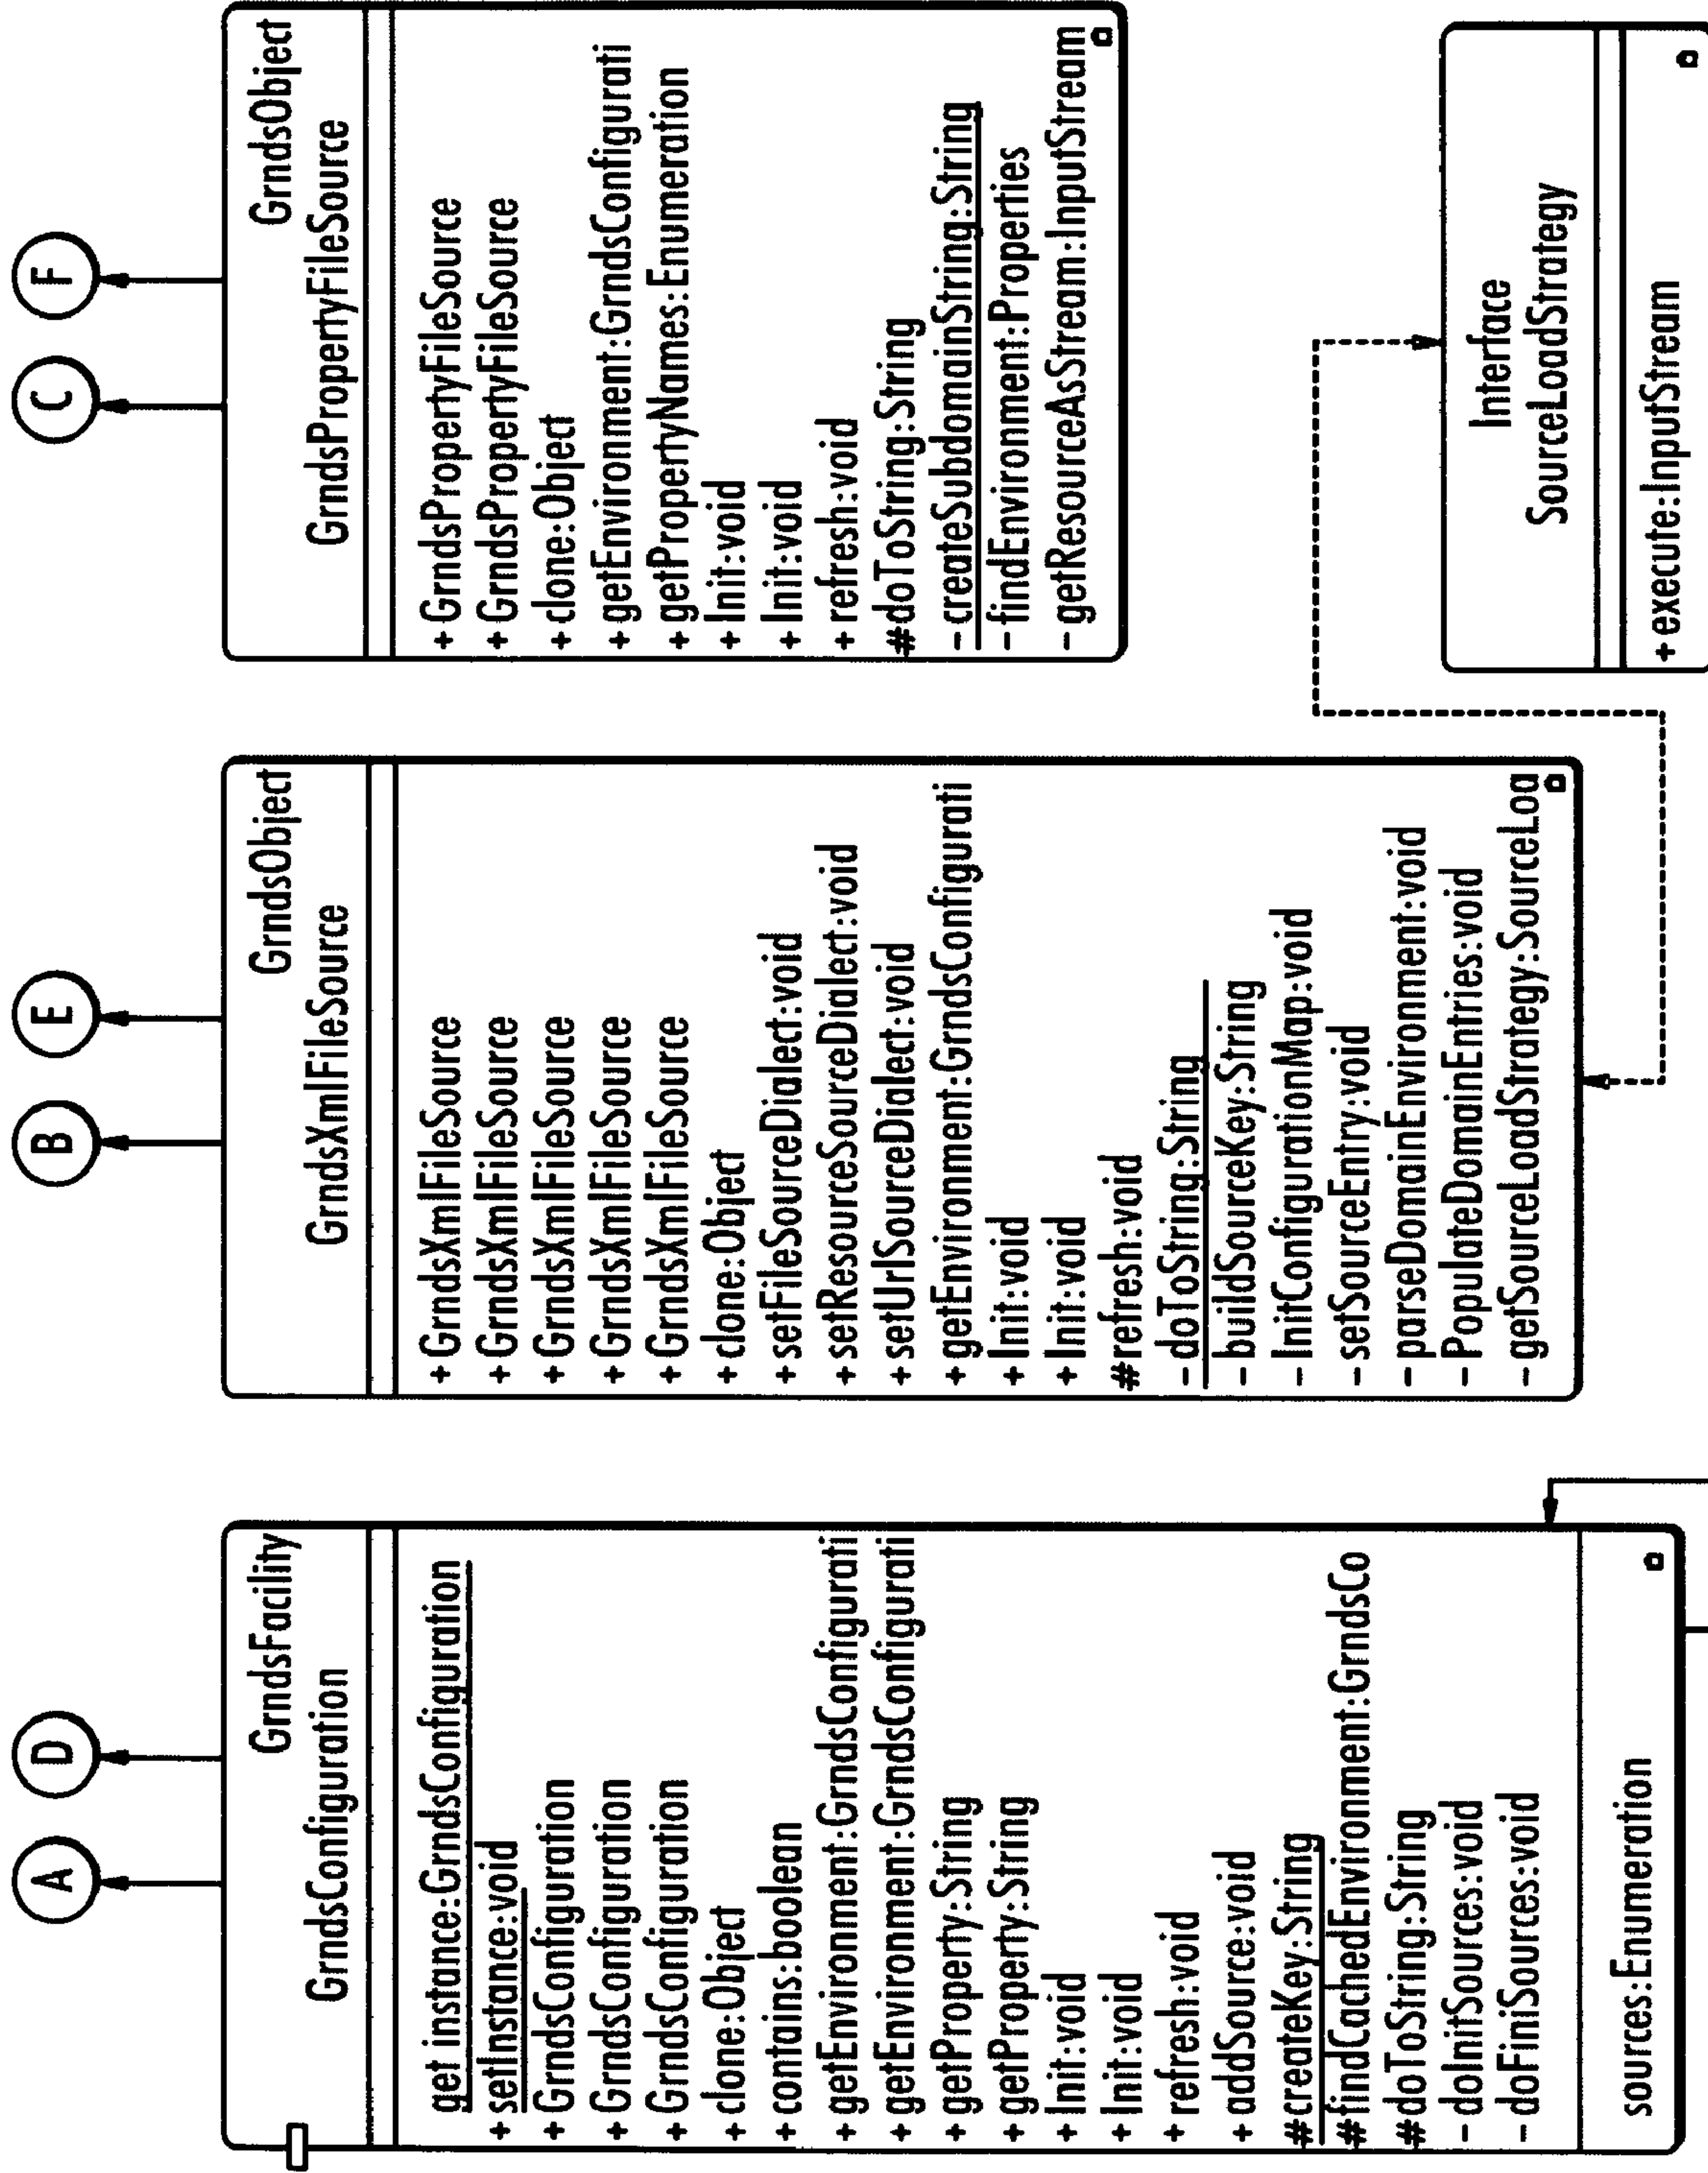 A
D
GrndsFacility
GrndsConfiguration
get instance:GrndsConfiguration
+ setInstance:void
+ GrndsConfiguration
+ GrndsConfiguration
+ GrndsConfiguration
+ clone:Object
+ contains:boolean
+ getEnvironment:GrndsConfigurati
+ getEnvironment:GrndsConfigurati
+ getProperty:String
+ getProperty:String
+ Init:void
+ Init:void
+ refresh:void
+ addSource:void
#createKey:String
#findCachedEnvironment:GrndsCo
#doToString:String
- doInitSources:void
- doFiniSources:void
sources:Enumeration
B
E
GrndsObject
GrndsXmlFileSource
+ GrndsXmlFileSource
+ GrndsXmlFileSource
+ GrndsXmlFileSource
+ GrndsXmlFileSource
+ GrndsXmlFileSource
+ clone:Object
+ setFileSourceDialect:void
+ setResourceSourceDialect:void
+ setUrlSourceDialect:void
+ getEnvironment:GrndsConfigurati
+ Init:void
+ Init:void
#refresh:void
- doToString:String
- buildSourceKey:String
- InitConfigurationMap:void
- setSourceEntry:void
- parseDomainEnvironment:void
- PopulateDomainEntries:void
- getSourceLoadStrategy:SourceLoa
C
F
GrndsObject
GrndsPropertyFileSource
+ GrndsPropertyFileSource
+ GrndsPropertyFileSource
+ clone:Object
+ getEnvironment:GrndsConfigurati
+ getPropertyNames:Enumeration
+ Init:void
+ Init:void
+ refresh:void
#doToString:String
- createSubdomainString:String
- findEnvironment:Properties
- getResourceAsStream:InputStream
Interface
SourceLoadStrategy
+ execute:InputStream